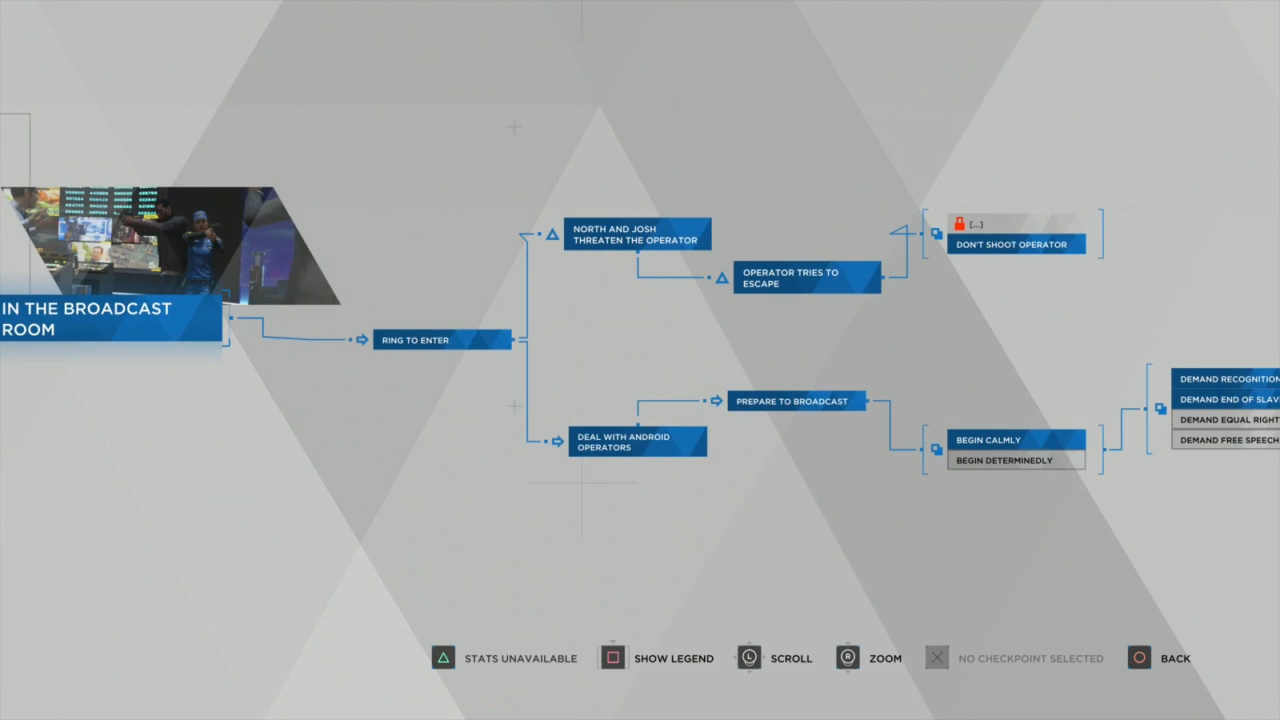 IN THE BROADCAST
ROOM
RING TO ENTER
NORTH AND JOSH
THREATEN THE OPERATOR
OPERATOR TRIES TO
ESCAPE
[...]
DON'T SHOOT OPERATOR
DEAL WITH ANDROID
OPERATORS
PREPARE TO BROADCAST
BEGIN CALMLY
BEGIN DETERMINEDLY
DEMAND RECOGNITION
DEMAND END OF SLAV
DEMAND EQUAL RIGHT
DEMAND FREE SPEECH
STATS UNAVAILABLE
SHOW LEGEND
L
SCROLL
R
ZOOM
NO CHECKPOINT SELECTED
BACK